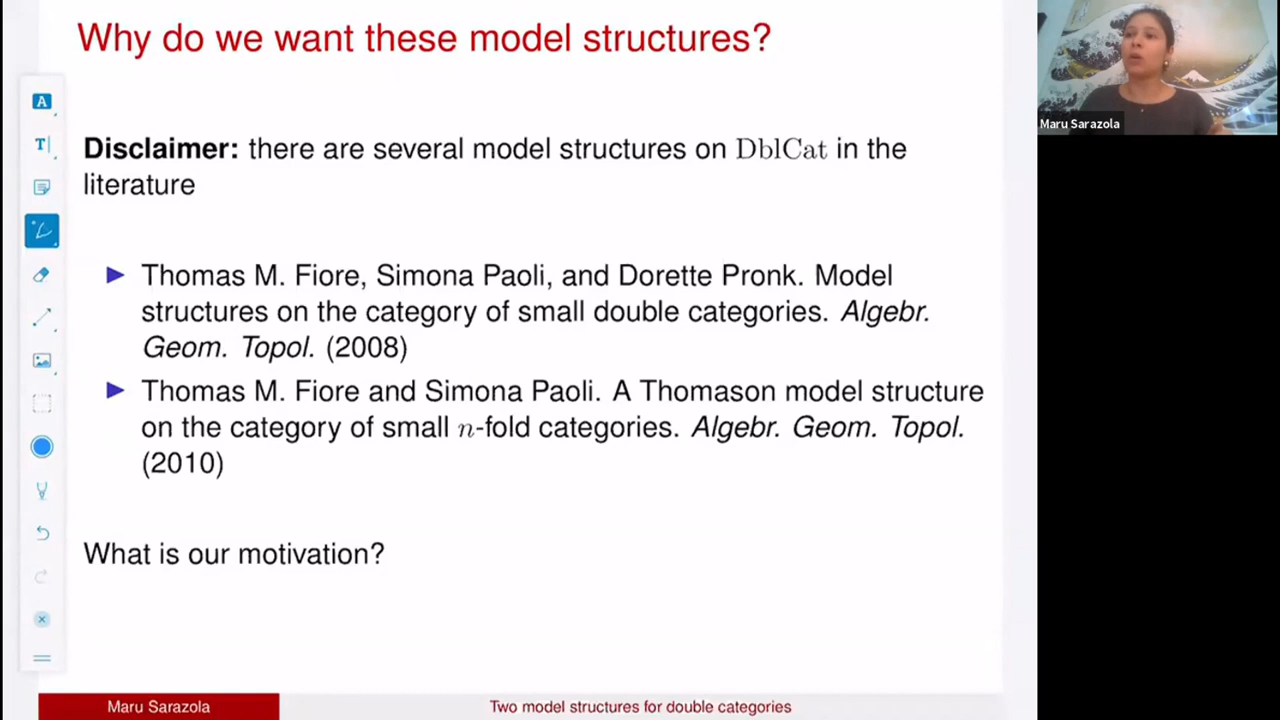 Why do we want these model structures?
Maru Sarazola
Disclaimer: there are several model structures on DblCat in the
literature
Thomas M. Fiore, Simona Paoli, and Dorette Pronk. Model
structures on the category of small double categories. Algebr.
Geom. Topol. (2008)
Thomas M. Fiore and Simona Paoli. A Thomason model structure
on the category of small n-fold categories. Algebr. Geom. Topol.
(2010)
What is our motivation?
A
T
Maru Sarazola
Two model structures for double categories